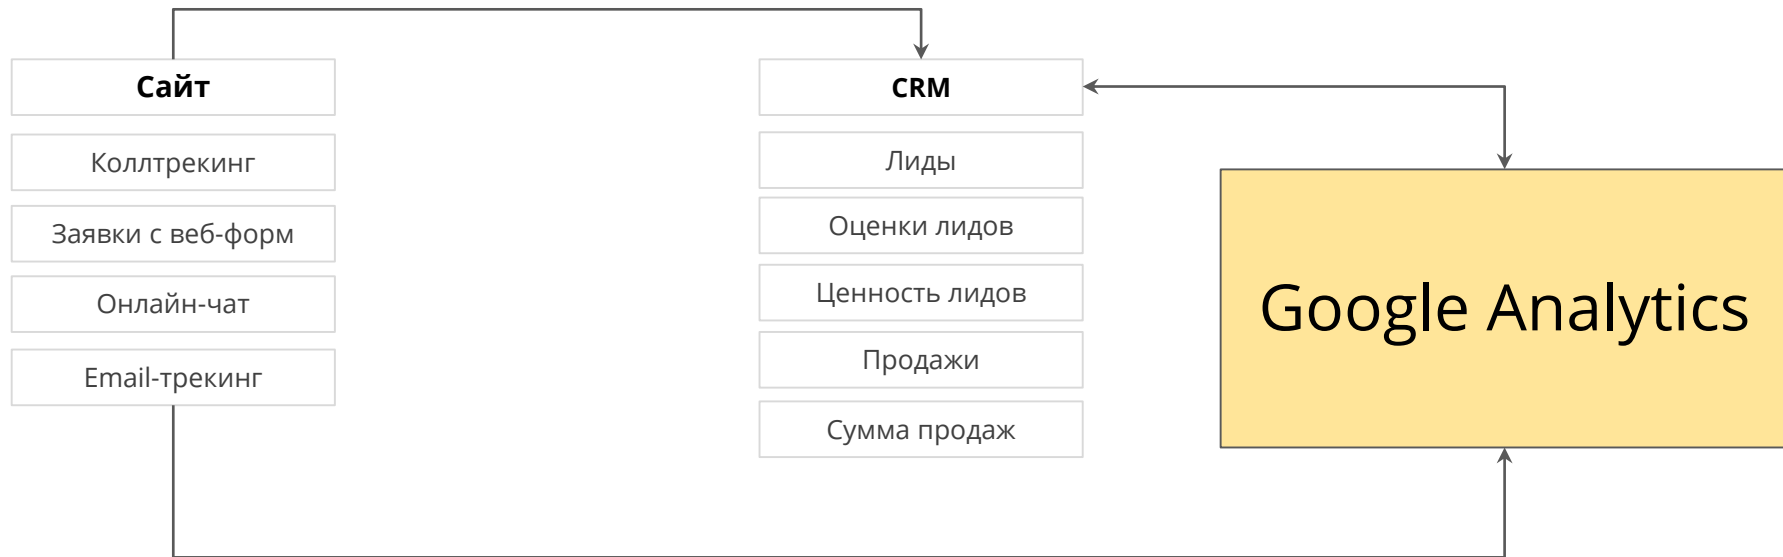 Сайт
Коллтрекинг
Заявки с веб-форм
Онлайн-чат
Email-трекинг
CRM
Лиды
Оценки лидов
Ценность лидов
Продажи
Сумма продаж
Google Analytics